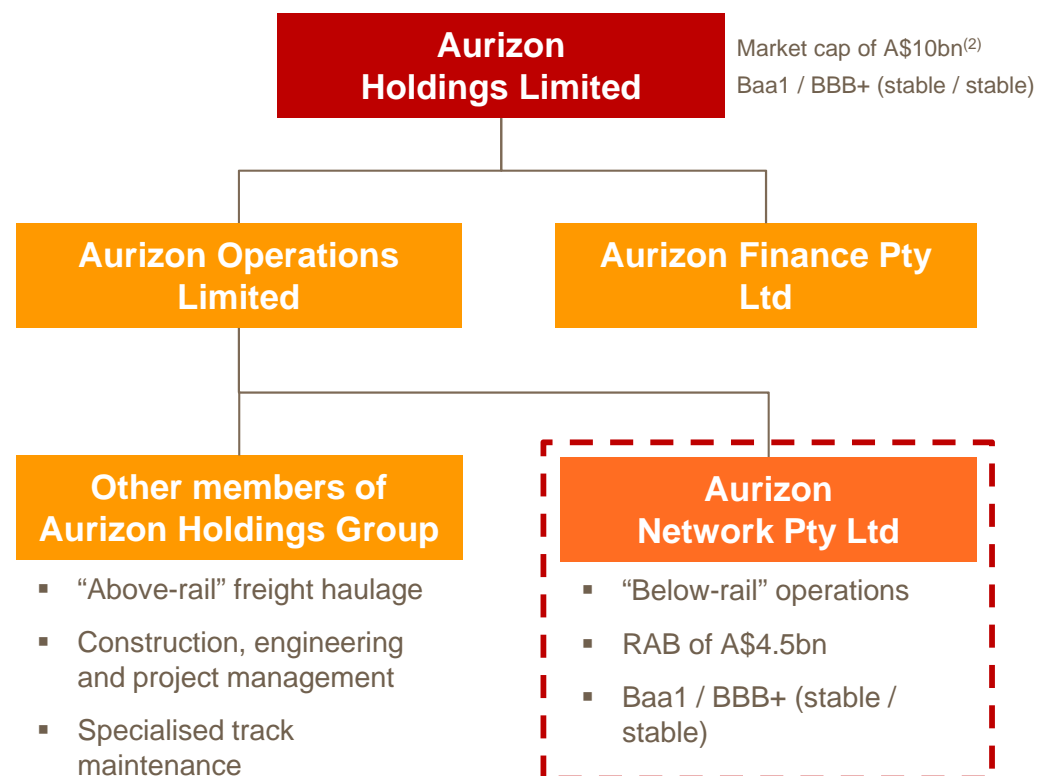 Aurizon
Holdings Limited
Market cap of A$10bn(2)
Baa1 / BBB+ (stable / stable)
Aurizon Operations
Limited
Aurizon Finance Pty
Ltd
Other members of
Aurizon Holdings Group
▪ “Above-rail” freight haulage
▪ Construction, engineering
and project management
▪ Specialised track
maintenance
Aurizon
Network Pty Ltd
▪ “Below-rail” operations
▪ RAB of A$4.5bn
▪ Baa1 / BBB+ (stable /
stable)